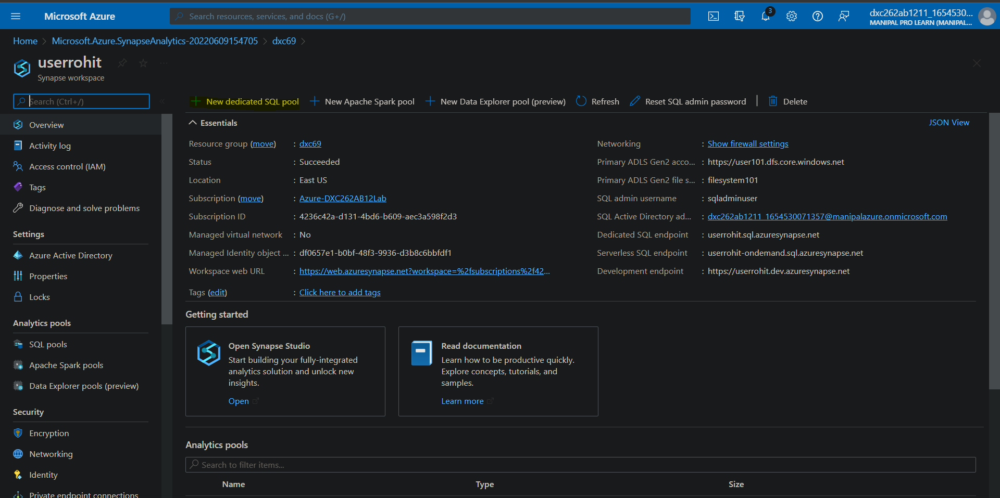 Microsoft Azure
Search resources, services, and docs (G+/)
3
dxc262ab1211_1654530...
MANIPAL PRO LEARN (MANIPAL...
Home > Microsoft.Azure.SynapseAnalytics-20220609154705 > dxc69 >
userrohit
Synapse workspace
Search (Ctrl+/)
New dedicated SQL pool
New Apache Spark pool
New Data Explorer pool (preview)
Refresh
Reset SQL admin password
Delete
Overview
Activity log
Access control (IAM)
Tags
Diagnose and solve problems
Settings
Azure Active Directory
Properties
Locks
Analytics pools
SQL pools
Apache Spark pools
Data Explorer pools (preview)
Security
Encryption
Networking
Identity
Private endpoint connections
Essentials
JSON View
Resource group (move) : dxc69
Status : Succeeded
Location : East US
Subscription (move) : Azure-DXC262AB12Lab
Subscription ID : 4236c42a-d131-4bd6-b609-aec3a598f2d3
Managed virtual network : No
Managed Identity object ... : df0657e1-b0bf-48f3-9936-d3b8c6bbfdf1
Workspace web URL : https://web.azuresynapse.net?workspace=%2fsubscriptions%2f42...
Tags (edit) : Click here to add tags
Networking : Show firewall settings
Primary ADLS Gen2 acco... : https://user101.dfs.core.windows.net
Primary ADLS Gen2 file s... : filesystem101
SQL admin username : sqladminuser
SQL Active Directory ad... : dxc262ab1211_1654530071357@manipalazure.onmicrosoft.com
Dedicated SQL endpoint : userrohit.sql.azuresynapse.net
Serverless SQL endpoint : userrohit-ondemand.sql.azuresynapse.net
Development endpoint : https://userrohit.dev.azuresynapse.net
Getting started
Open Synapse Studio
Start building your fully-integrated
analytics solution and unlock new
insights.
Open
Read documentation
Learn how to be productive quickly.
Explore concepts, tutorials, and
samples.
Learn more
Analytics pools
Search to filter items...
Name
Type
Size